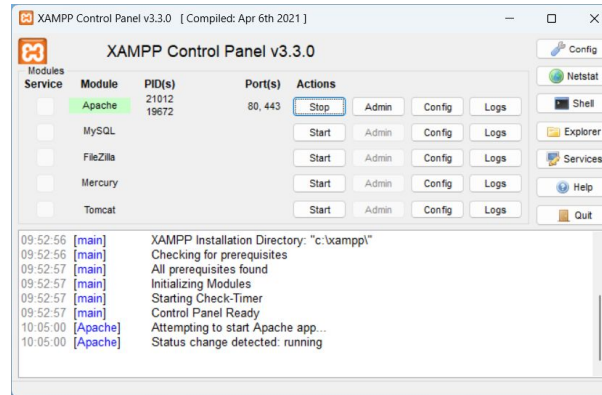 XAMPP Control Panel v3.3.0 [ Compiled: Apr 6th 2021 ]
XAMPP Control Panel v3.3.0
Config
Modules
Service Module PID(s) Port(s) Actions
Netstat
Apache 21012 19672 80, 443 Stop Admin Config Logs
Shell
MySQL Start Admin Config Logs
Explorer
FileZilla Start Admin Config Logs
Services
Mercury Start Admin Config Logs
Help
Tomcat Start Admin Config Logs
Quit
09:52:56 [main] XAMPP Installation Directory: "c:\xampp\"
09:52:56 [main] Checking for prerequisites
09:52:57 [main] All prerequisites found
09:52:57 [main] Initializing Modules
09:52:57 [main] Starting Check-Timer
09:52:57 [main] Control Panel Ready
10:05:00 [Apache] Attempting to start Apache app...
10:05:00 [Apache] Status change detected: running